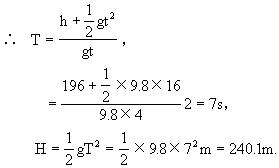 ∴ T = (h + 1/2 gt²) / gt ,
= (196 + 1/2 × 9.8 × 16) / (9.8 × 4) 2 = 7s,
H = 1/2 gT² = 1/2 × 9.8 × 7² m = 240.1m.